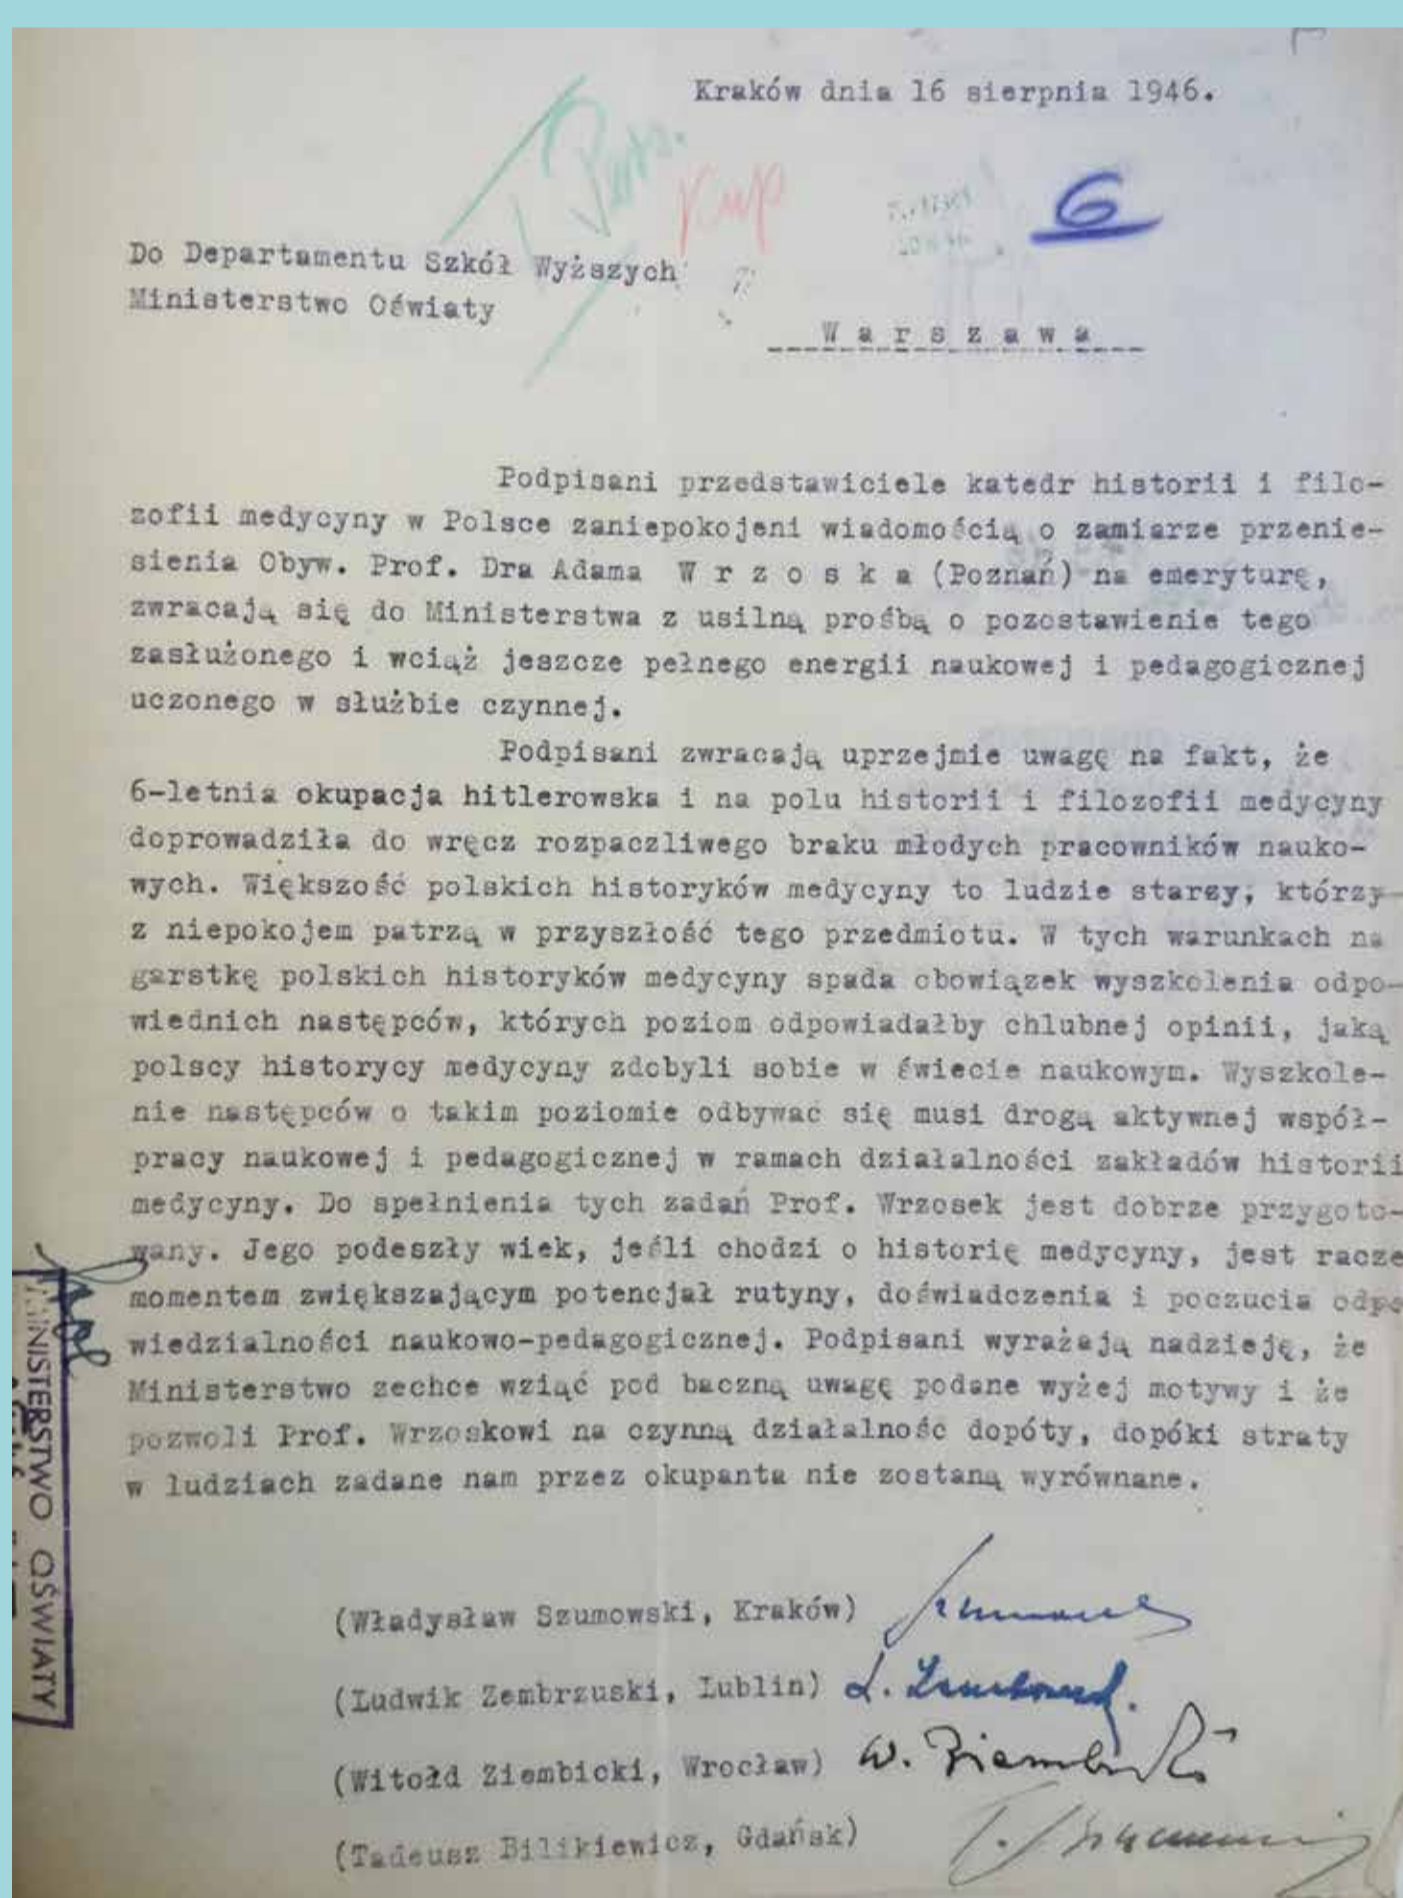 Kraków dnia 16 sierpnia 1946.
6
Do Departamentu Szkół Wyższych
Ministerstwo Oświaty
Warszawa
Podpisani przedstawiciele katedr historii i filo-
zofii medycyny w Polsce zaniepokojeni wiadomością o zamiarze przenie-
sienia Obyw. Prof. Dra Adama W r z o s k a (Poznań) na emeryturę,
zwracają się do Ministerstwa z usilną prośbą o pozostawienie tego
zasłużonego i wciąż jeszcze pełnego energii naukowej i pedagogicznej
uczonego w służbie czynnej.
Podpisani zwracają uprzejmie uwagę na fakt, że
6-letnia okupacja hitlerowska i na polu historii i filozofii medycyny
doprowadziła do wręcz rozpaczliwego braku młodych pracowników nauko-
wych. Większość polskich historyków medycyny to ludzie starzy, którzy
z niepokojem patrzą w przyszłość tego przedmiotu. W tych warunkach na
garstkę polskich historyków medycyny spada obowiązek wyszkolenia odpo-
wiednich następców, których poziom odpowiadałby chlubnej opinii, jaką
polscy historycy medycyny zdobyli sobie w świecie naukowym. Wyszkole-
nie następców o takim poziomie odbywać się musi drogą aktywnej współ-
pracy naukowej i pedagogicznej w ramach działalności zakładów historii
medycyny. Do spełnienia tych zadań Prof. Wrzosek jest dobrze przygoto-
wany. Jego podeszły wiek, jeśli chodzi o historię medycyny, jest racze
momentem zwiększającym potencjał rutyny, doświadczenia i poczucia odpo
wiedzialności naukowo-pedagogicznej. Podpisani wyrażają nadzieję, że
Ministerstwo zechce wziąć pod baczną uwagę podane wyżej motywy i że
pozwoli Prof. Wrzoskowi na czynną działalność dopóty, dopóki straty
w ludziach zadane nam przez okupanta nie zostaną wyrównane.
(Władysław Szumowski, Kraków)
(Ludwik Zembrzuski, Lublin) L.
(Witold Ziembicki, Wrocław) W. Ziembicki
(Tadeusz Bilikiewicz, Gdańsk) T.
MINISTERSTWO OŚWIATY